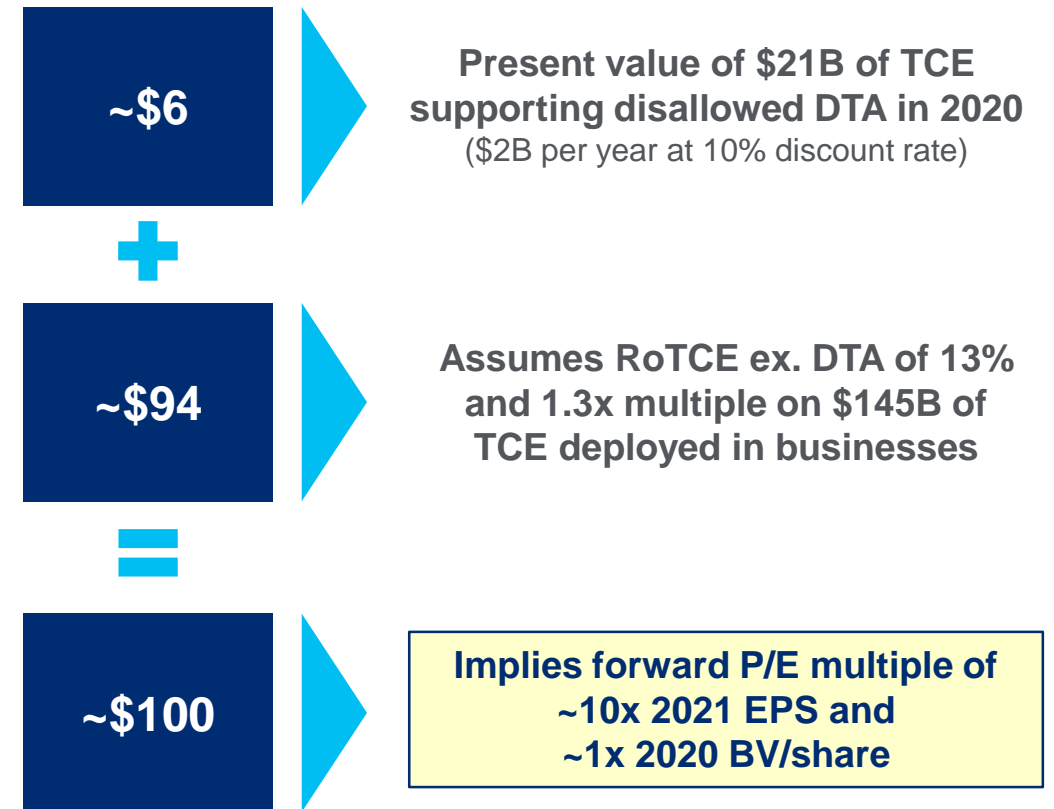 ~$6
Present value of $21B of TCE
supporting disallowed DTA in 2020
($2B per year at 10% discount rate)
~$94
Assumes RoTCE ex. DTA of 13%
and 1.3x multiple on $145B of
TCE deployed in businesses
~$100
Implies forward P/E multiple of
~10x 2021 EPS and
~1x 2020 BV/share